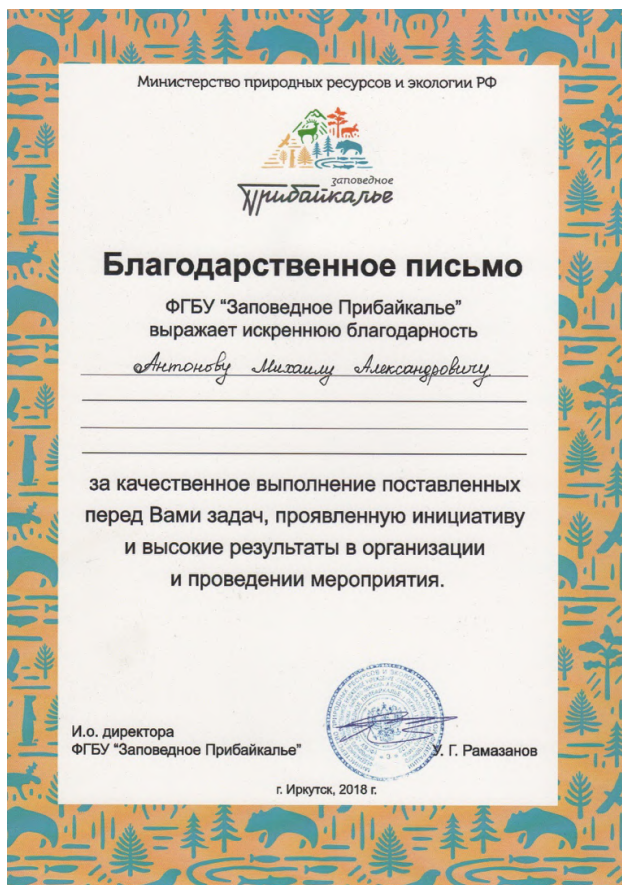 Министерство природных ресурсов и экологии РФ
заповедное
Прибайкалье
Благодарственное письмо
ФГБУ “Заповедное Прибайкалье”
выражает искреннюю благодарность
Антонову Михаилу Александровичу
за качественное выполнение поставленных
перед Вами задач, проявленную инициативу
и высокие результаты в организации
и проведении мероприятия.
И.о. директора
ФГБУ “Заповедное Прибайкалье”
У. Г. Рамазанов
г. Иркутск, 2018 г.